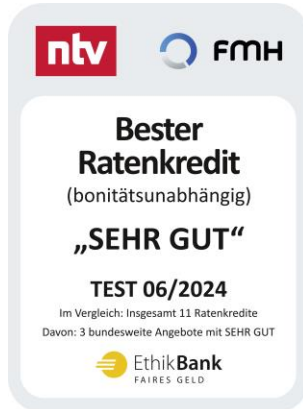 ntv FMH
Bester
Ratenkredit
(bonitätsunabhängig)
„SEHR GUT“
TEST 06/2024
Im Vergleich: Insgesamt 11 Ratenkredite
Davon: 3 bundesweite Angebote mit SEHR GUT
EthikBank
FAIRES GELD